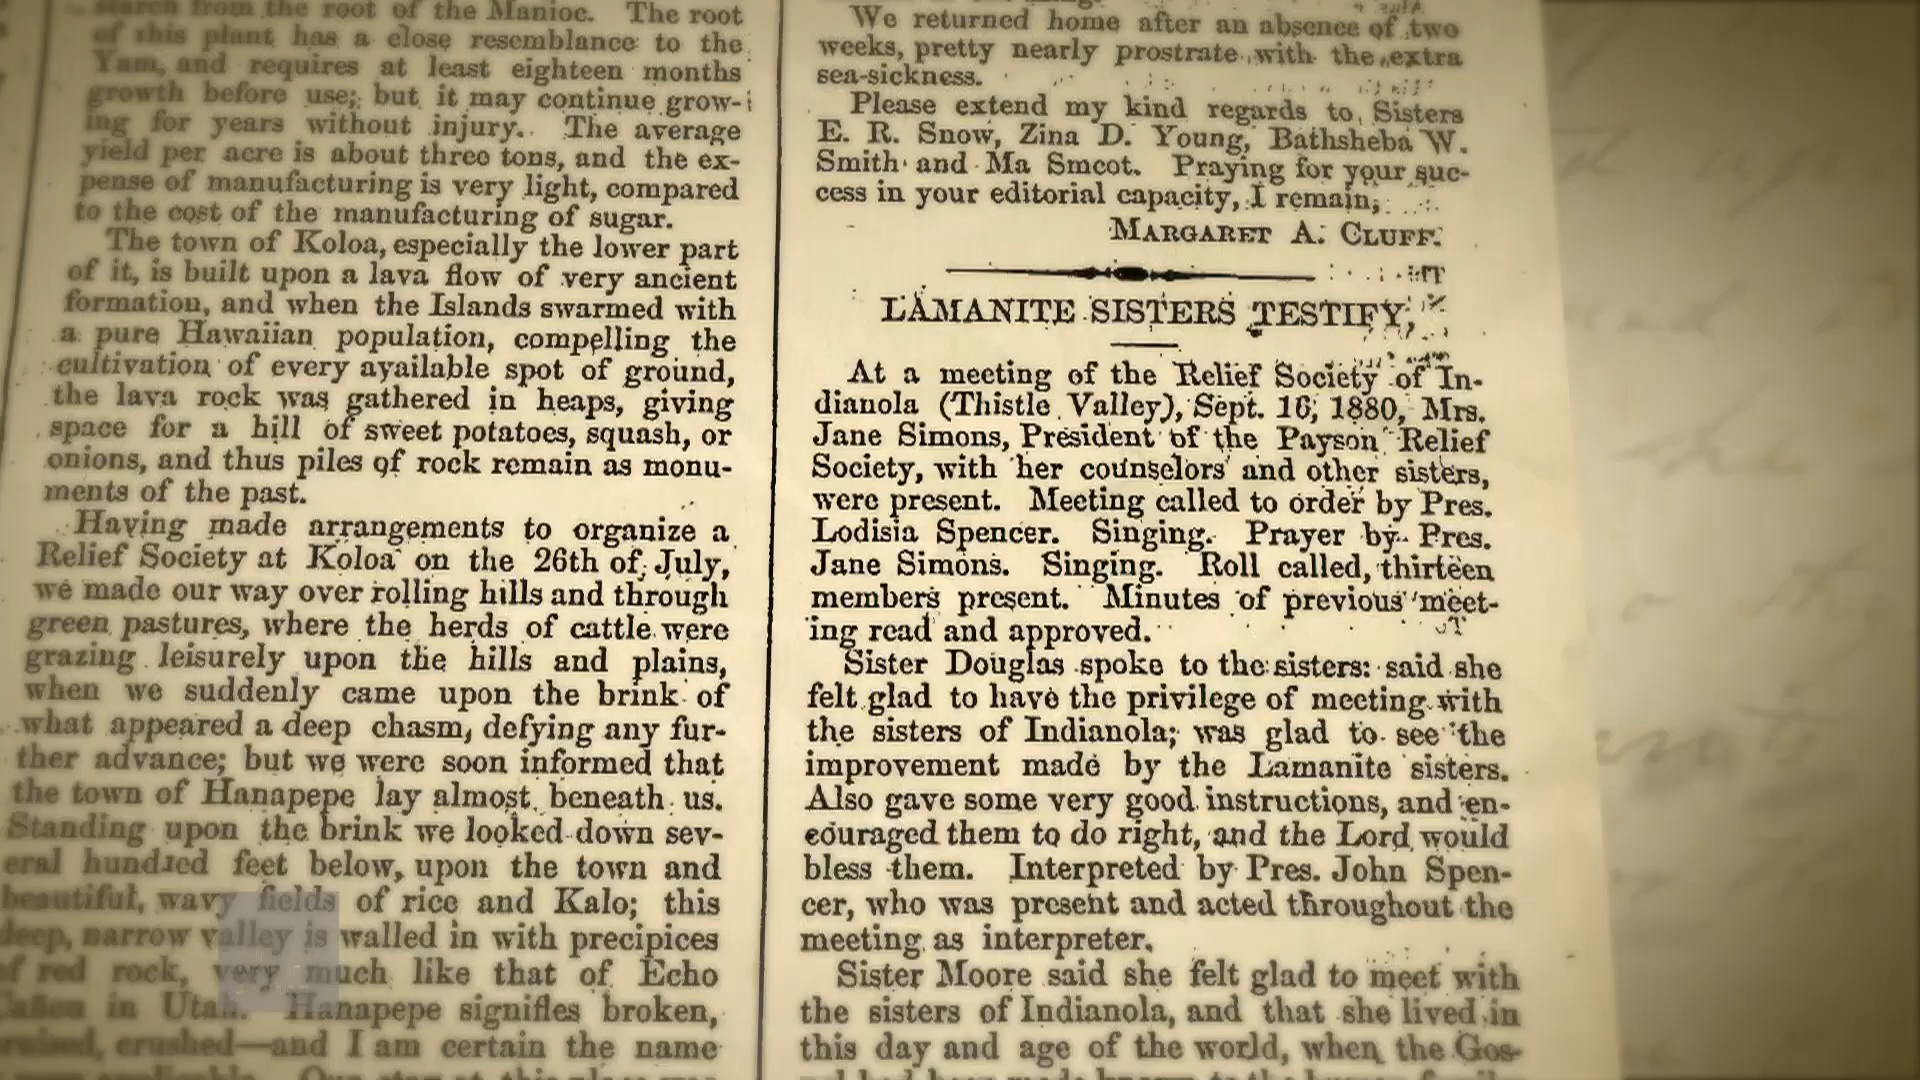 starch from the root of the Manioc. The root
of this plant has a close resemblance to the
Yam, and requires at least eighteen months
growth before use; but it may continue grow-
ing for years without injury. The average
yield per acre is about three tons, and the ex-
pense of manufacturing is very light, compared
to the cost of the manufacturing of sugar.
The town of Koloa, especially the lower part
of it, is built upon a lava flow of very ancient
formation, and when the Islands swarmed with
a pure Hawaiian population, compelling the
cultivation of every available spot of ground,
the lava rock was gathered in heaps, giving
space for a hill of sweet potatoes, squash, or
onions, and thus piles of rock remain as monu-
ments of the past.
Having made arrangements to organize a
Relief Society at Koloa on the 26th of July,
we made our way over rolling hills and through
green pastures, where the herds of cattle were
grazing leisurely upon the hills and plains,
when we suddenly came upon the brink of
what appeared a deep chasm, defying any fur-
ther advance; but we were soon informed that
the town of Hanapepe lay almost beneath us.
Standing upon the brink we looked down sev-
eral hundred feet below, upon the town and
beautiful, wavy fields of rice and Kalo; this
deep, narrow valley is walled in with precipices
of red rock, very much like that of Echo
Cañon in Utah. Hanapepe signifies broken,
bruised, crushed—and I am certain the name
We returned home after an absence of two
weeks, pretty nearly prostrate with the extra
sea-sickness.
Please extend my kind regards to Sisters
E. R. Snow, Zina D. Young, Bathsheba W.
Smith and Ma Smoot. Praying for your suc-
cess in your editorial capacity, I remain,
MARGARET A. CLUFF.
LAMANITE SISTERS TESTIFY,
At a meeting of the Relief Society of In-
dianola (Thistle Valley), Sept. 16, 1880, Mrs.
Jane Simons, President of the Payson Relief
Society, with her counselors and other sisters,
were present. Meeting called to order by Pres.
Lodisia Spencer. Singing. Prayer by Pres.
Jane Simons. Singing. Roll called, thirteen
members present. Minutes of previous meet-
ing read and approved.
Sister Douglas spoke to the sisters: said she
felt glad to have the privilege of meeting with
the sisters of Indianola; was glad to see the
improvement made by the Lamanite sisters.
Also gave some very good instructions, and en-
couraged them to do right, and the Lord would
bless them. Interpreted by Pres. John Spen-
cer, who was present and acted throughout the
meeting as interpreter.
Sister Moore said she felt glad to meet with
the sisters of Indianola, and that she lived in
this day and age of the world, when the Gos-